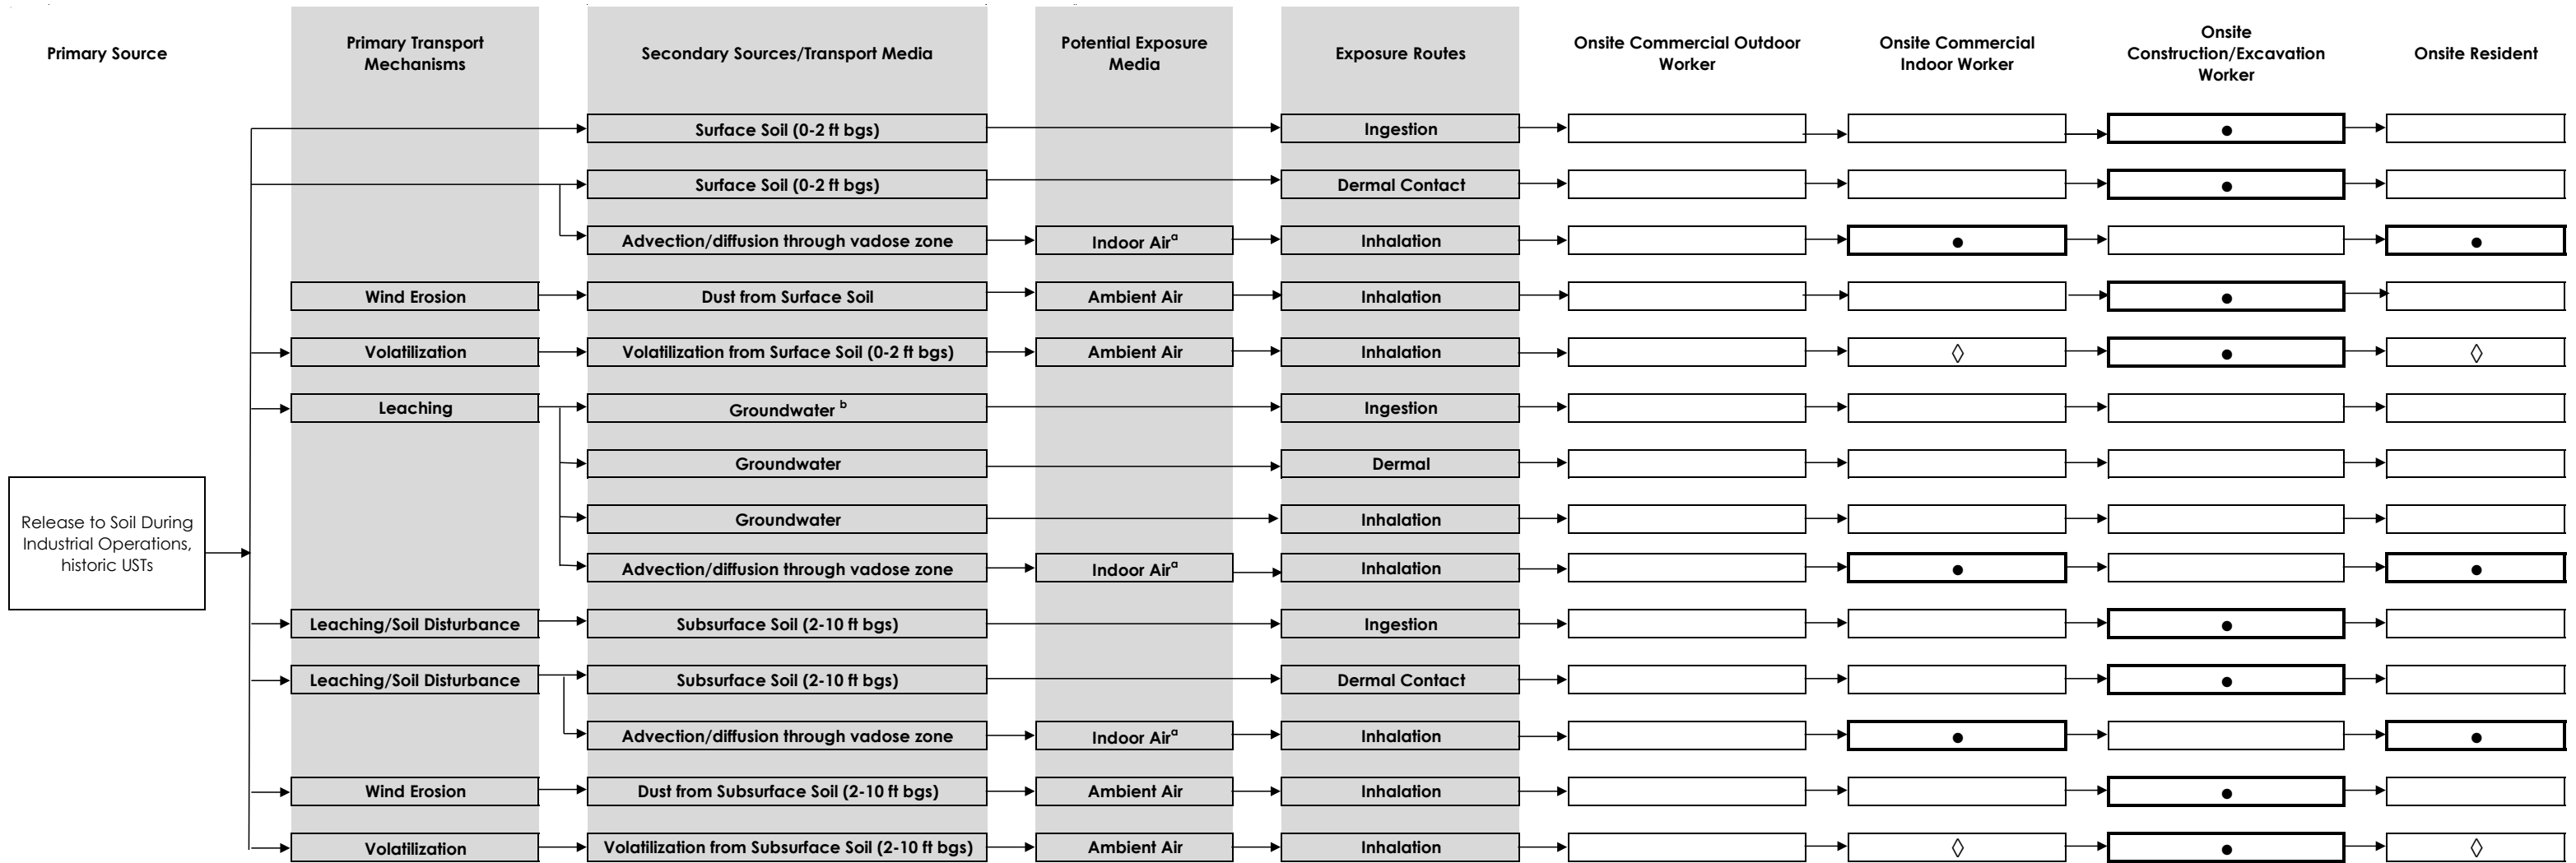 Primary Source
Primary Transport
Mechanisms
Secondary Sources/Transport Media
Potential Exposure
Media
Exposure Routes
Onsite Commercial Outdoor
Worker
Onsite Commercial
Indoor Worker
Onsite
Construction/Excavation
Worker
Onsite Resident
Surface Soil (0-2 ft bgs)
Ingestion
●
Surface Soil (0-2 ft bgs)
Dermal Contact
●
Advection/diffusion through vadose zone
Indoor Airᵃ
Inhalation
●
●
Wind Erosion
Dust from Surface Soil
Ambient Air
Inhalation
●
Volatilization
Volatilization from Surface Soil (0-2 ft bgs)
Ambient Air
Inhalation
◊
●
◊
Leaching
Groundwater ᵇ
Ingestion
Groundwater
Dermal
Groundwater
Inhalation
Release to Soil During
Industrial Operations,
historic USTs
Advection/diffusion through vadose zone
Indoor Airᵃ
Inhalation
●
●
Leaching/Soil Disturbance
Subsurface Soil (2-10 ft bgs)
Ingestion
●
Leaching/Soil Disturbance
Subsurface Soil (2-10 ft bgs)
Dermal Contact
●
Advection/diffusion through vadose zone
Indoor Airᵃ
Inhalation
●
●
Wind Erosion
Dust from Subsurface Soil (2-10 ft bgs)
Ambient Air
Inhalation
●
Volatilization
Volatilization from Subsurface Soil (2-10 ft bgs)
Ambient Air
Inhalation
◊
●
◊